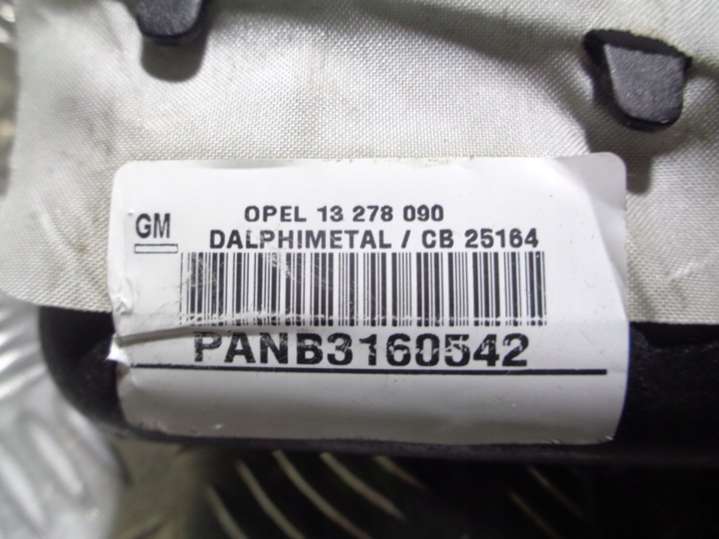 GM
OPEL 13 278 090
DALPHIMETAL / CB 25164
PANB3160542